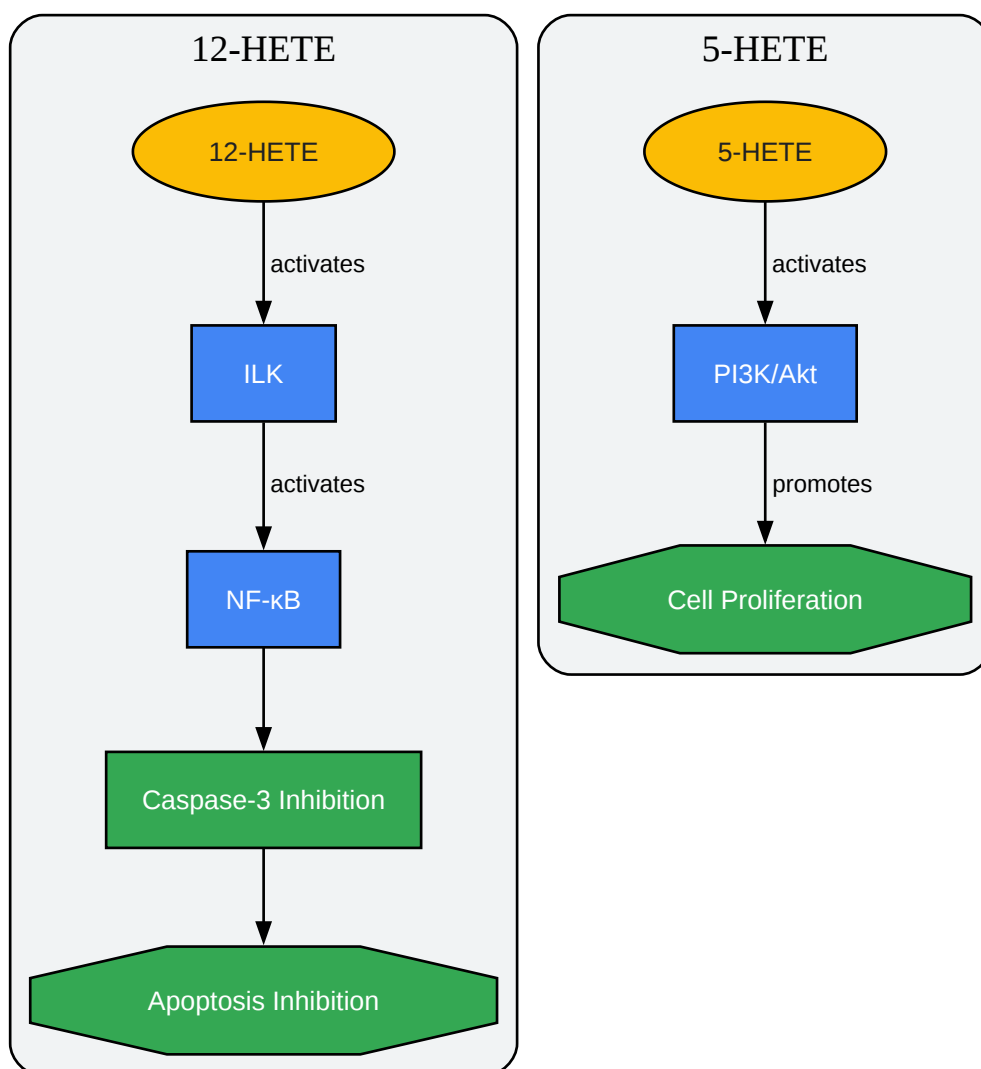 12-HETE
12-HETE
activates
ILK
activates
NF-κB
Caspase-3 Inhibition
Apoptosis Inhibition
5-HETE
5-HETE
activates
PI3K/Akt
promotes
Cell Proliferation